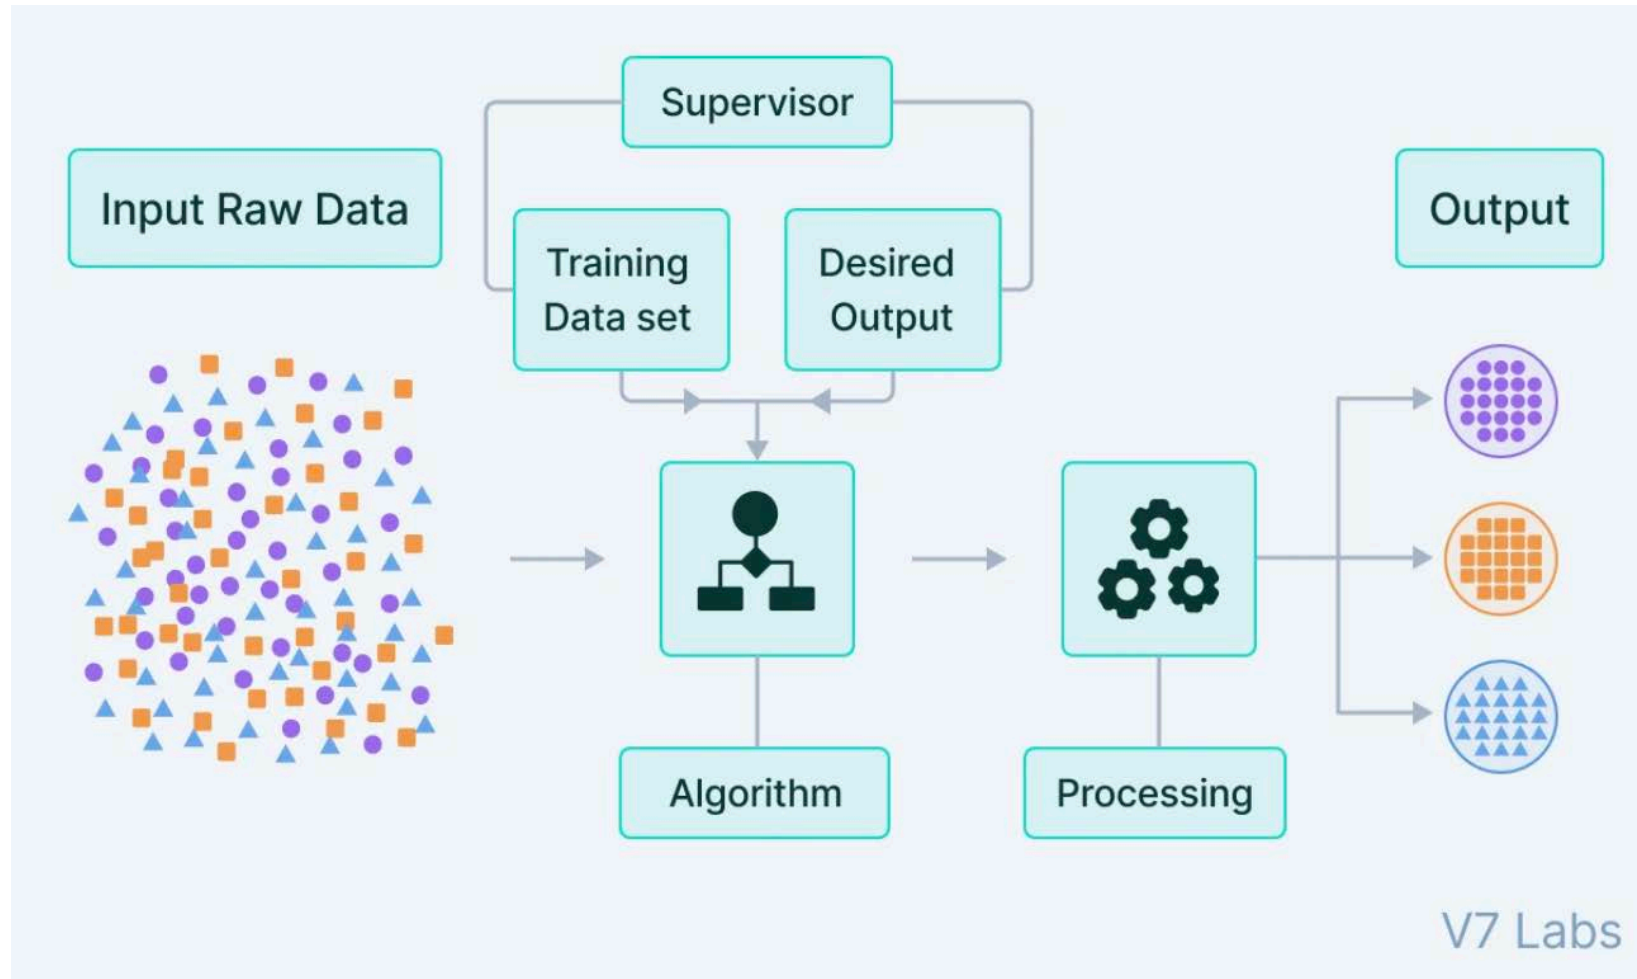 Supervisor
Input Raw Data
Training
Data set
Desired
Output
Output
Algorithm
Processing
V7 Labs